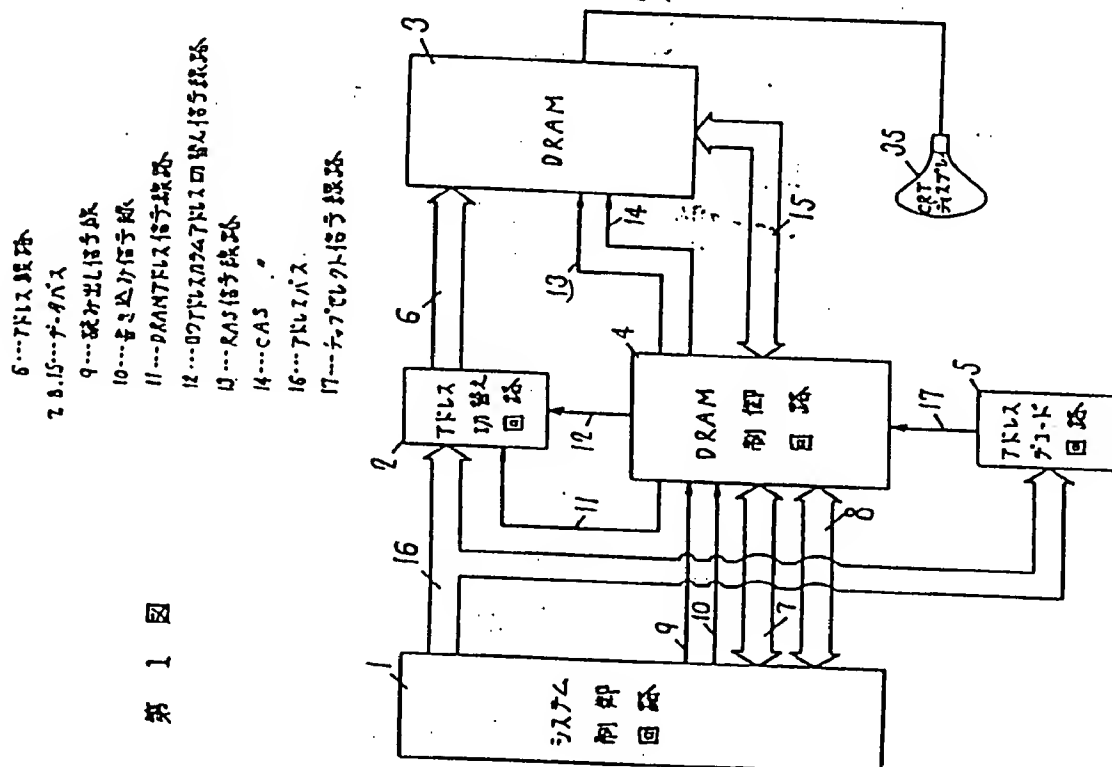 第 1 図
6…アドレス線路
7 8.15…データバス
9…読み出し信号線
10…書き込み信号線
11…DRAMアドレス信号線路
12…ロウアドレスカラムアドレス切替え信号線路
13…RAS信号線路
14…CAS 〃
16…アドレスバス
17…チップセレクト信号線路
1
システム
制御
回路
16
2
アドレス
切替え
回路
6
3
DRAM
11
12
13
14
15
9
10
7
8
4
DRAM
制御
回路
17
5
アドレス
デコード
回路
35
CRT
ディスプレ